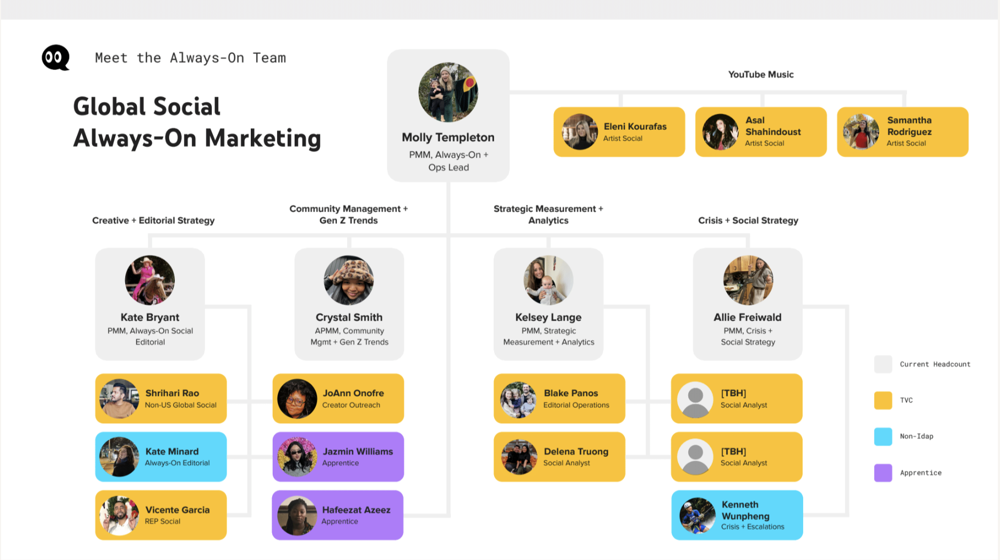 Meet the Always-On Team
Global Social
Always-On Marketing
Molly Templeton
PMM, Always-On +
Ops Lead
YouTube Music
Eleni Kourafas
Artist Social
Asal
Shahindoust
Artist Social
Samantha
Rodriguez
Artist Social
Creative + Editorial Strategy
Community Management +
Gen Z Trends
Strategic Measurement +
Analytics
Crisis + Social Strategy
Kate Bryant
PMM, Always-On Social
Editorial
Crystal Smith
APMM, Community
Mgmt + Gen Z Trends
Kelsey Lange
PMM, Strategic
Measurement + Analytics
Allie Freiwald
PMM, Crisis +
Social Strategy
Shrihari Rao
Non-US Global Social
JoAnn Onofre
Creator Outreach
Blake Panos
Editorial Operations
[TBH]
Social Analyst
Kate Minard
Always-On Editorial
Jazmin Williams
Apprentice
Delena Truong
Social Analyst
[TBH]
Social Analyst
Vicente Garcia
REP Social
Hafeezat Azeez
Apprentice
Kenneth
Wunpheng
Crisis + Escalations
Current Headcount
TVC
Non-Idap
Apprentice